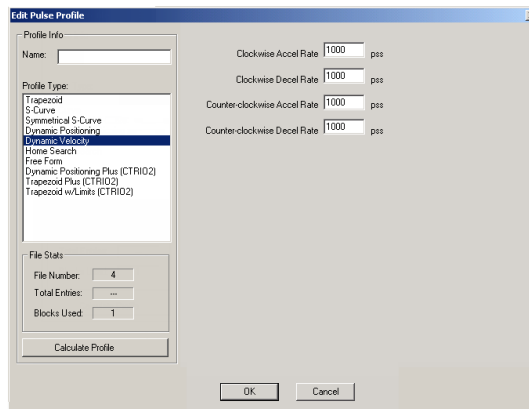 Edit Pulse Profile
Profile Info
Name:
Profile Type:
Trapezoid
S-Curve
Symmetrical S-Curve
Dynamic Positioning
Dynamic Velocity
Home Search
Free Form
Dynamic Positioning Plus (CTRIO2)
Trapezoid Plus (CTRIO2)
Trapezoid w/Limits (CTRIO2)
File Stats
File Number: 4
Total Entries: ---
Blocks Used: 1
Calculate Profile
Clockwise Accel Rate 1000 pss
Clockwise Decel Rate 1000 pss
Counter-clockwise Accel Rate 1000 pss
Counter-clockwise Decel Rate 1000 pss
OK Cancel